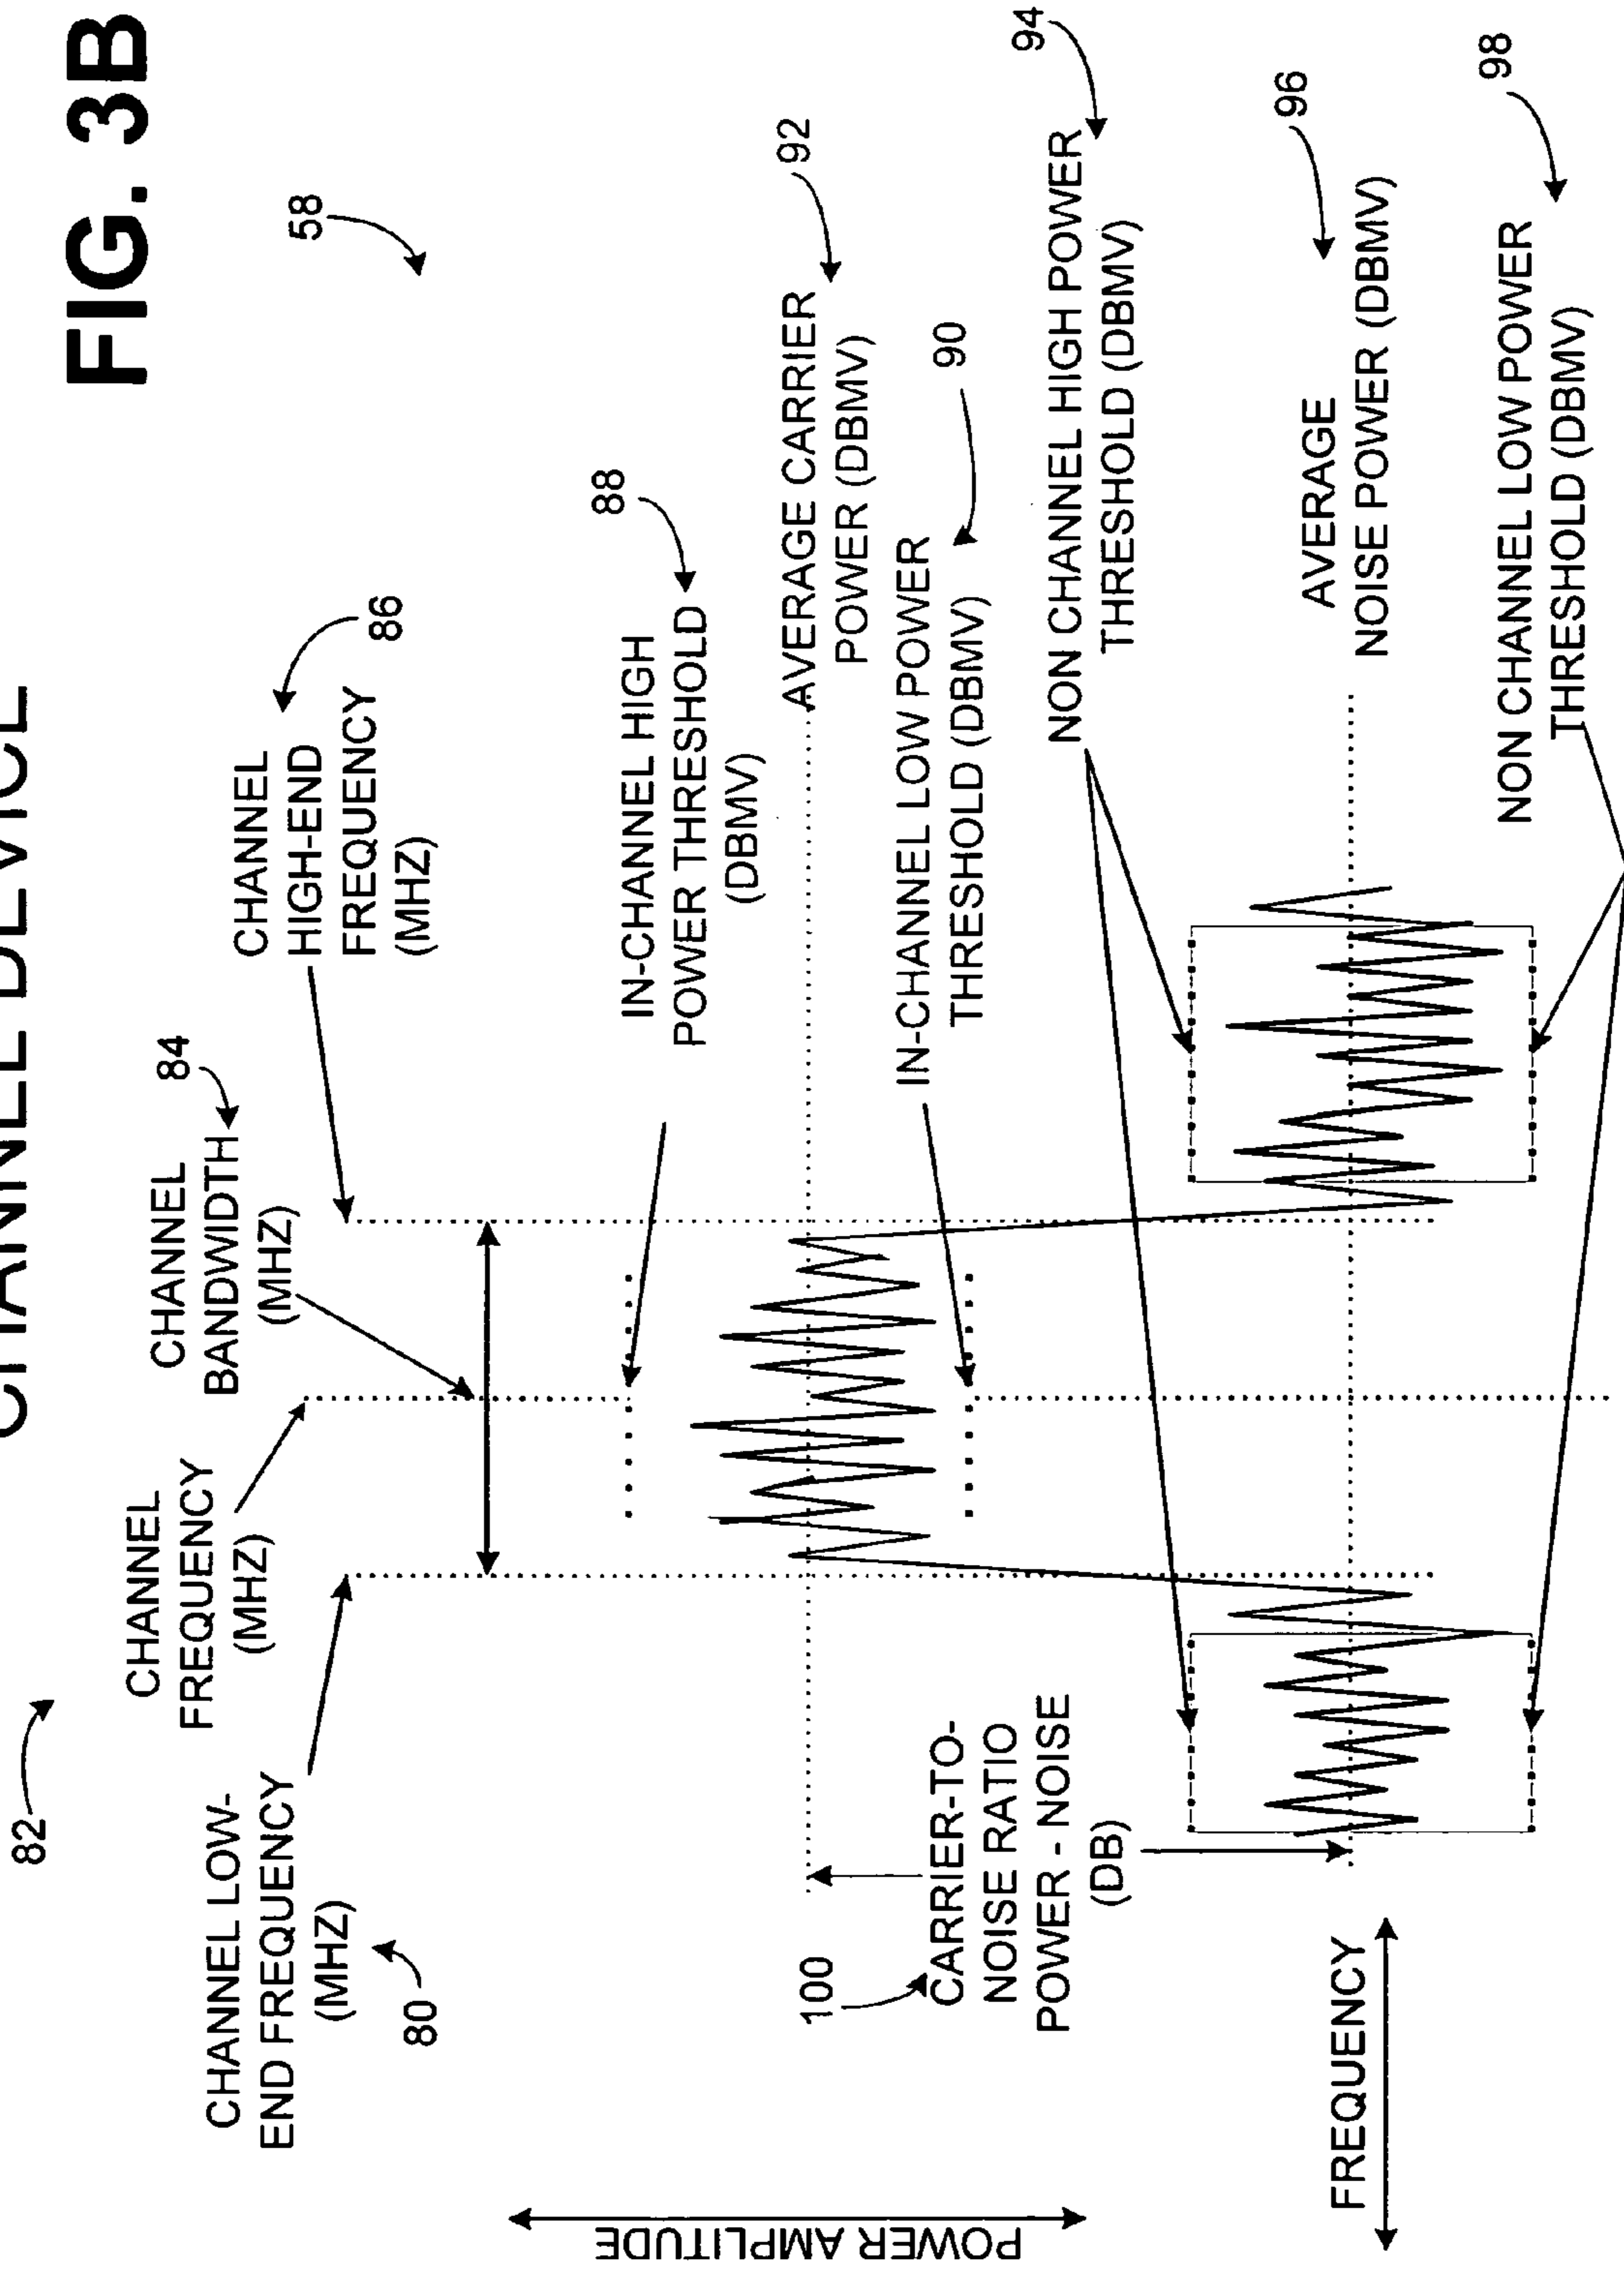 CHANNEL DEVICE
FIG. 3B
82
58
CHANNEL LOW-
END FREQUENCY
(MHZ)
80
CHANNEL
FREQUENCY
(MHZ)
CHANNEL
BANDWIDTH
(MHZ)
84
CHANNEL
HIGH-END
FREQUENCY
(MHZ)
86
IN-CHANNEL HIGH
POWER THRESHOLD
(DBMV)
88
AVERAGE CARRIER
POWER (DBMV)
92
IN-CHANNEL LOW POWER
THRESHOLD (DBMV)
90
NON CHANNEL HIGH POWER
THRESHOLD (DBMV)
94
AVERAGE
NOISE POWER (DBMV)
96
NON CHANNEL LOW POWER
THRESHOLD (DBMV)
98
100
CARRIER-TO-
NOISE RATIO
POWER - NOISE
(DB)
POWER AMPLITUDE
FREQUENCY